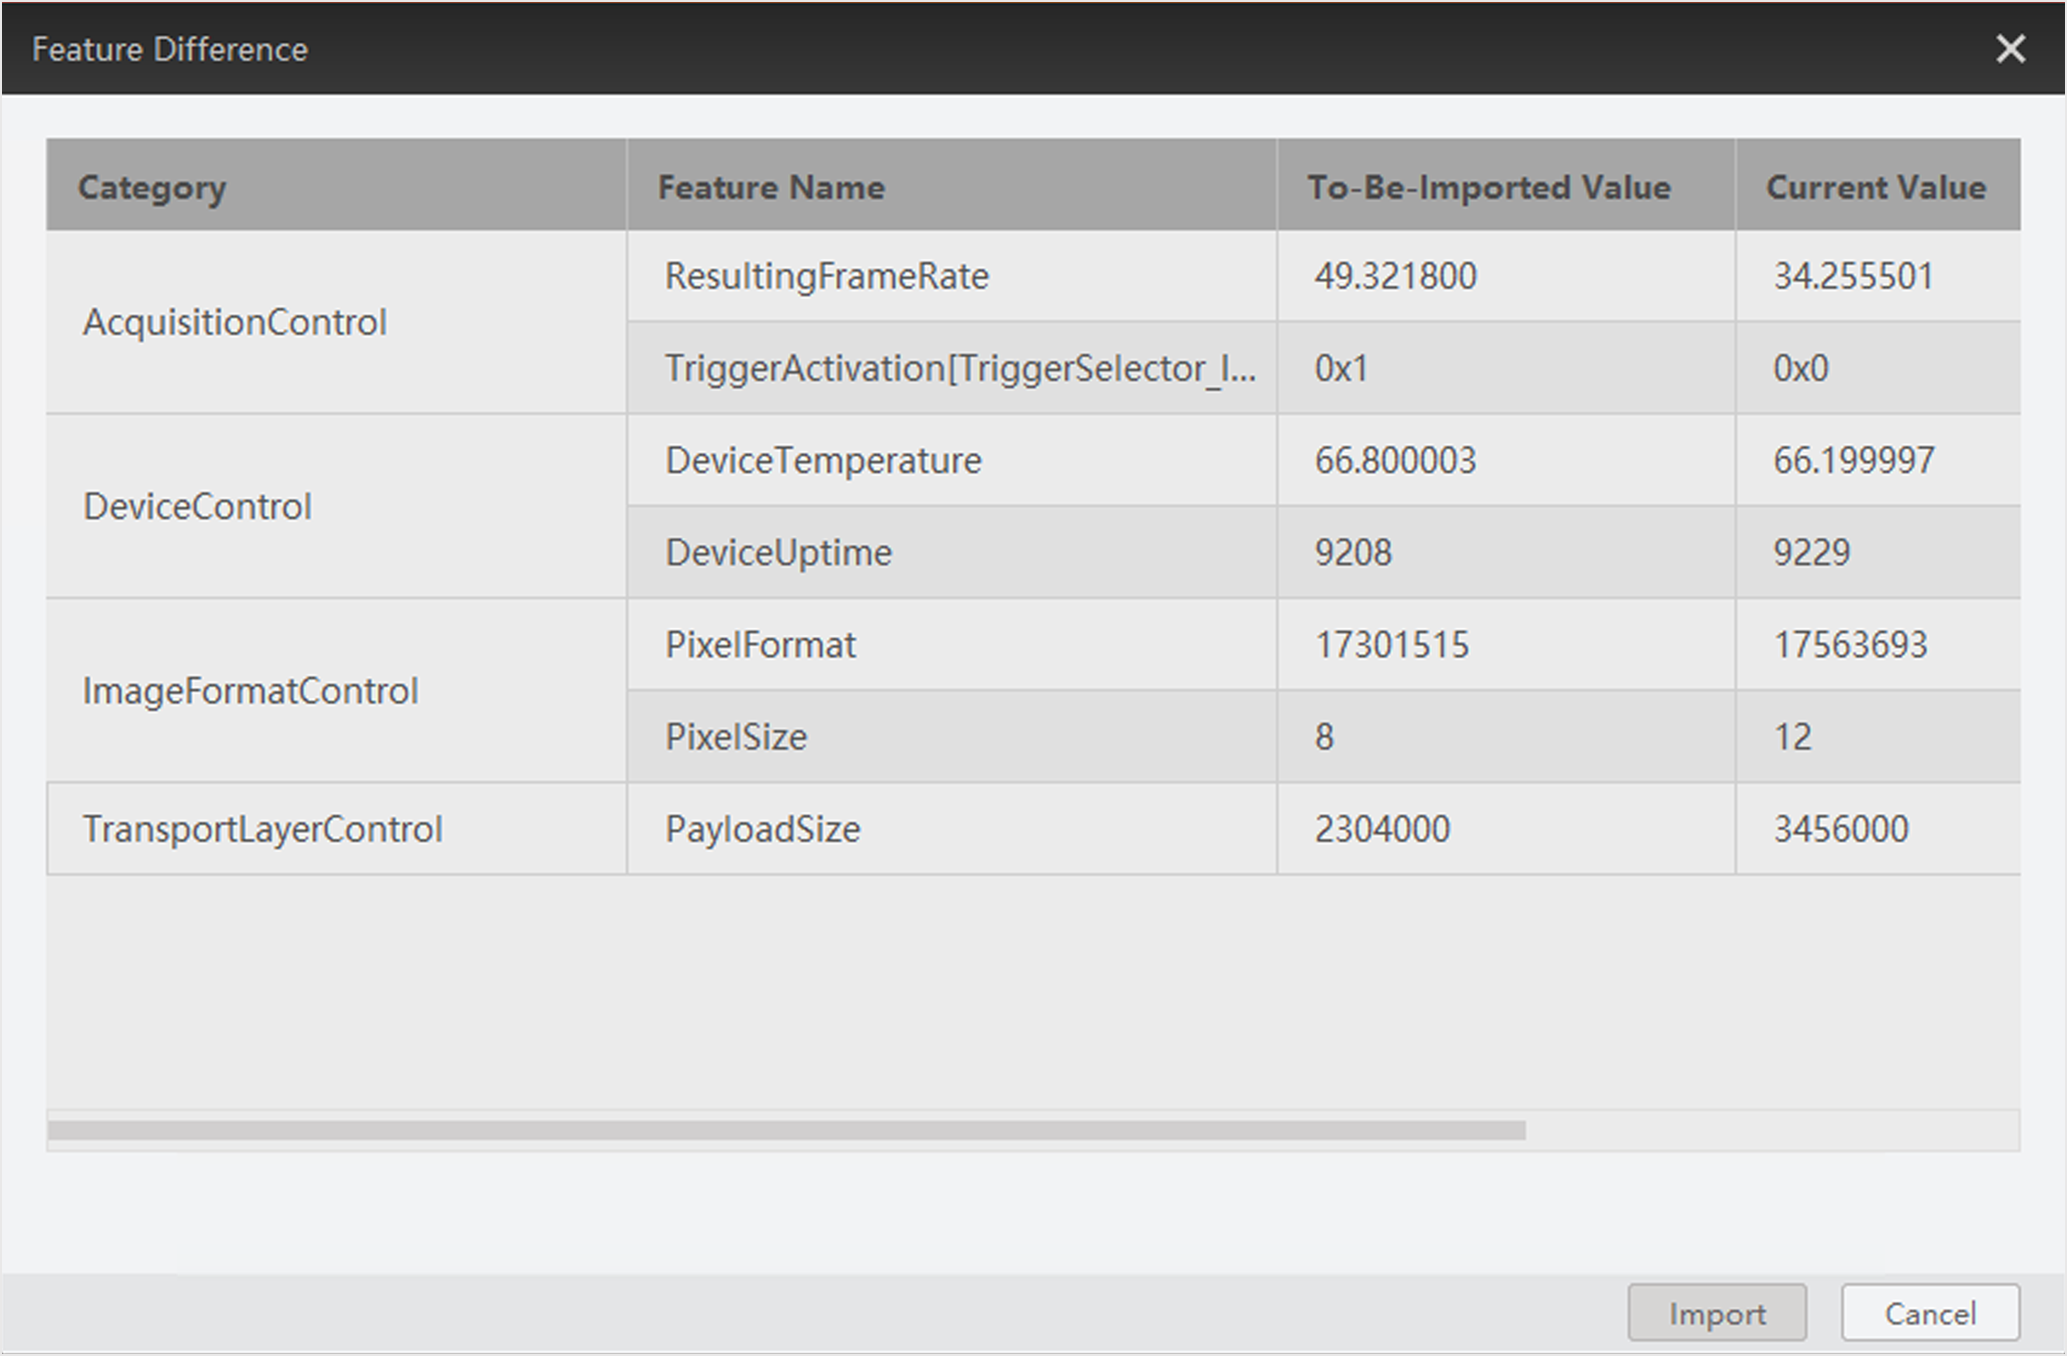 Feature Difference
Category Feature Name To-Be-Imported Value Current Value
AcquisitionControl
ResultingFrameRate 49.321800 34.255501
TriggerActivation[TriggerSelector_I... 0x1 0x0
DeviceControl
DeviceTemperature 66.800003 66.199997
DeviceUptime 9208 9229
ImageFormatControl
PixelFormat 17301515 17563693
PixelSize 8 12
TransportLayerControl PayloadSize 2304000 3456000
Import Cancel